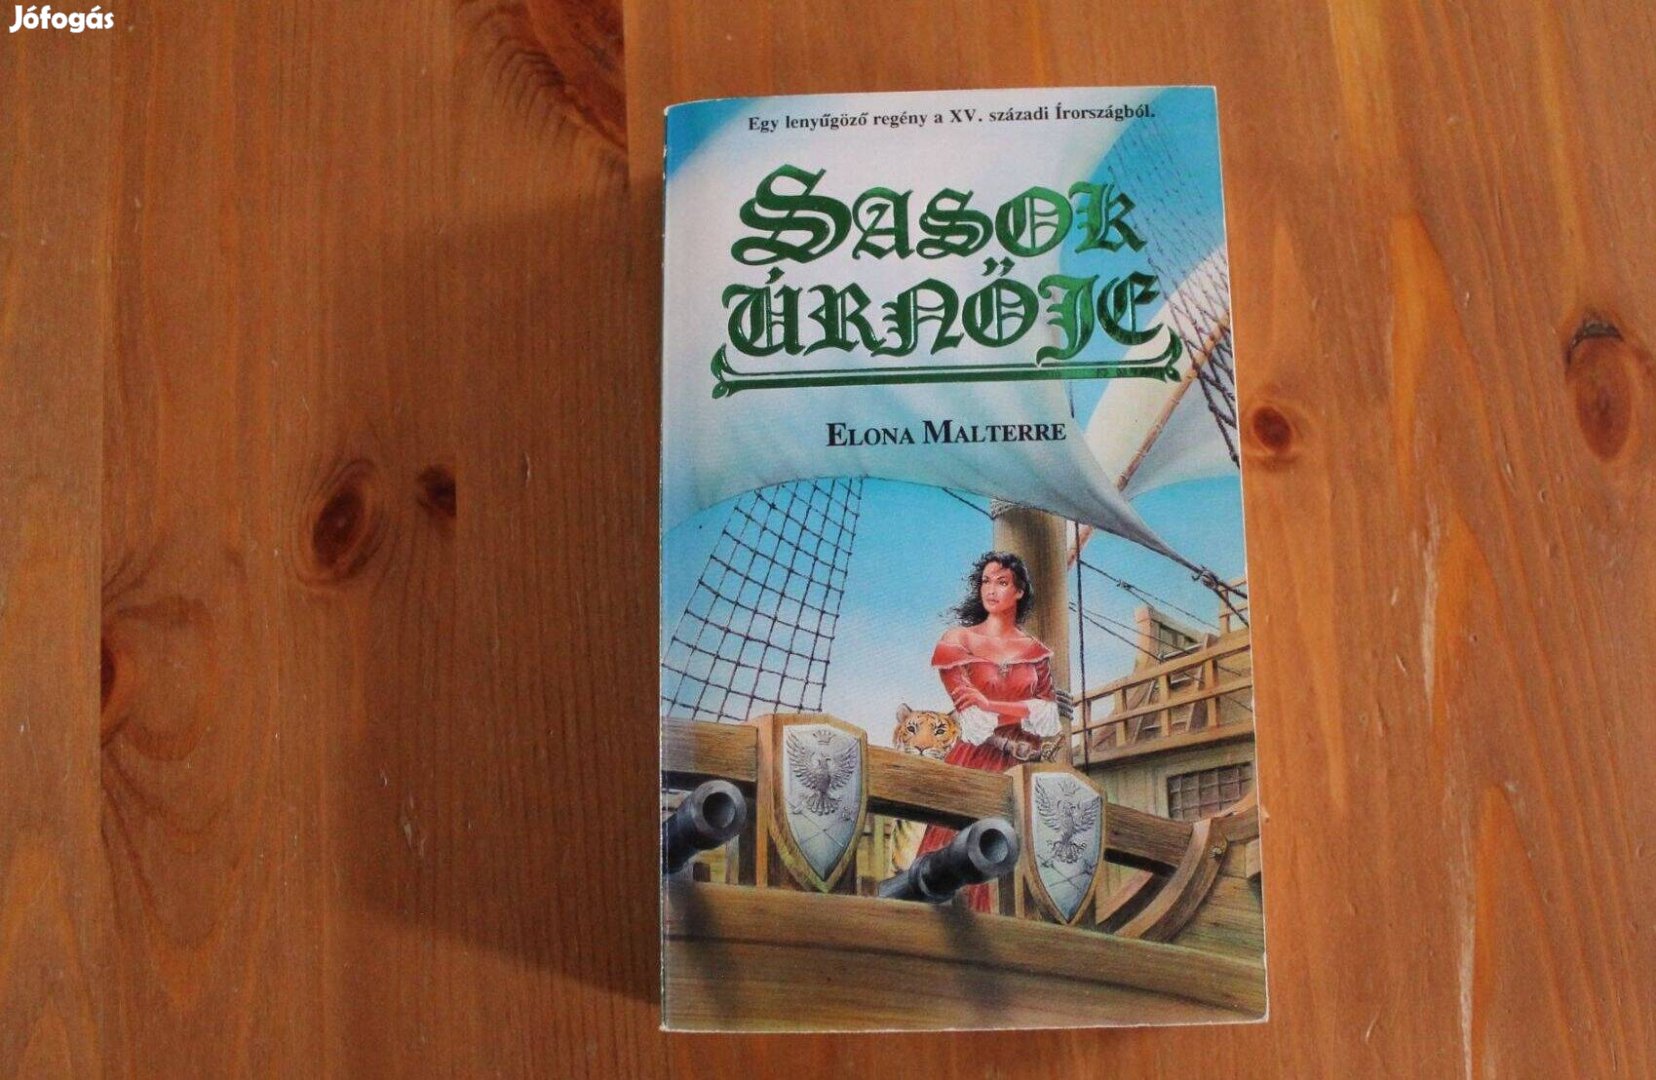 Jófogás
Egy lenyűgöző regény a XV. századi Írországból.
SASOK
ÚRNŐJE
ELONA MALTERRE